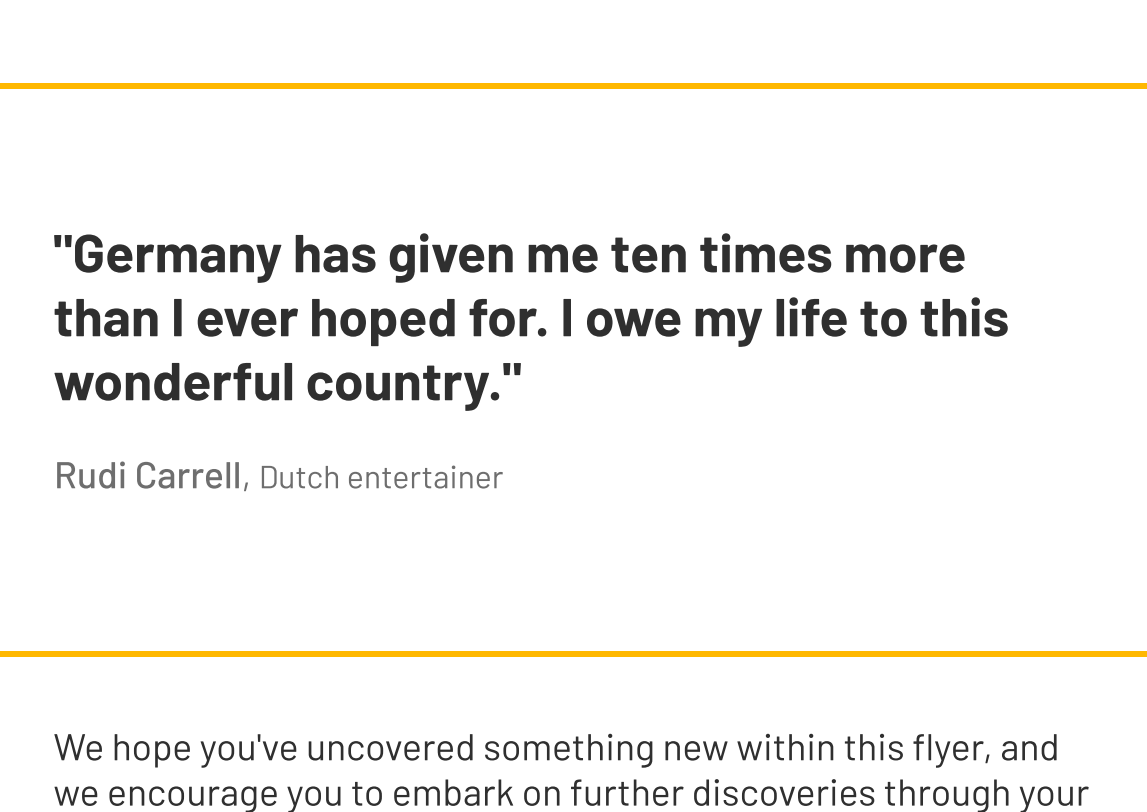 "Germany has given me ten times more
than I ever hoped for. I owe my life to this
wonderful country."
Rudi Carrell, Dutch entertainer
We hope you've uncovered something new within this flyer, and
we encourage you to embark on further discoveries through your